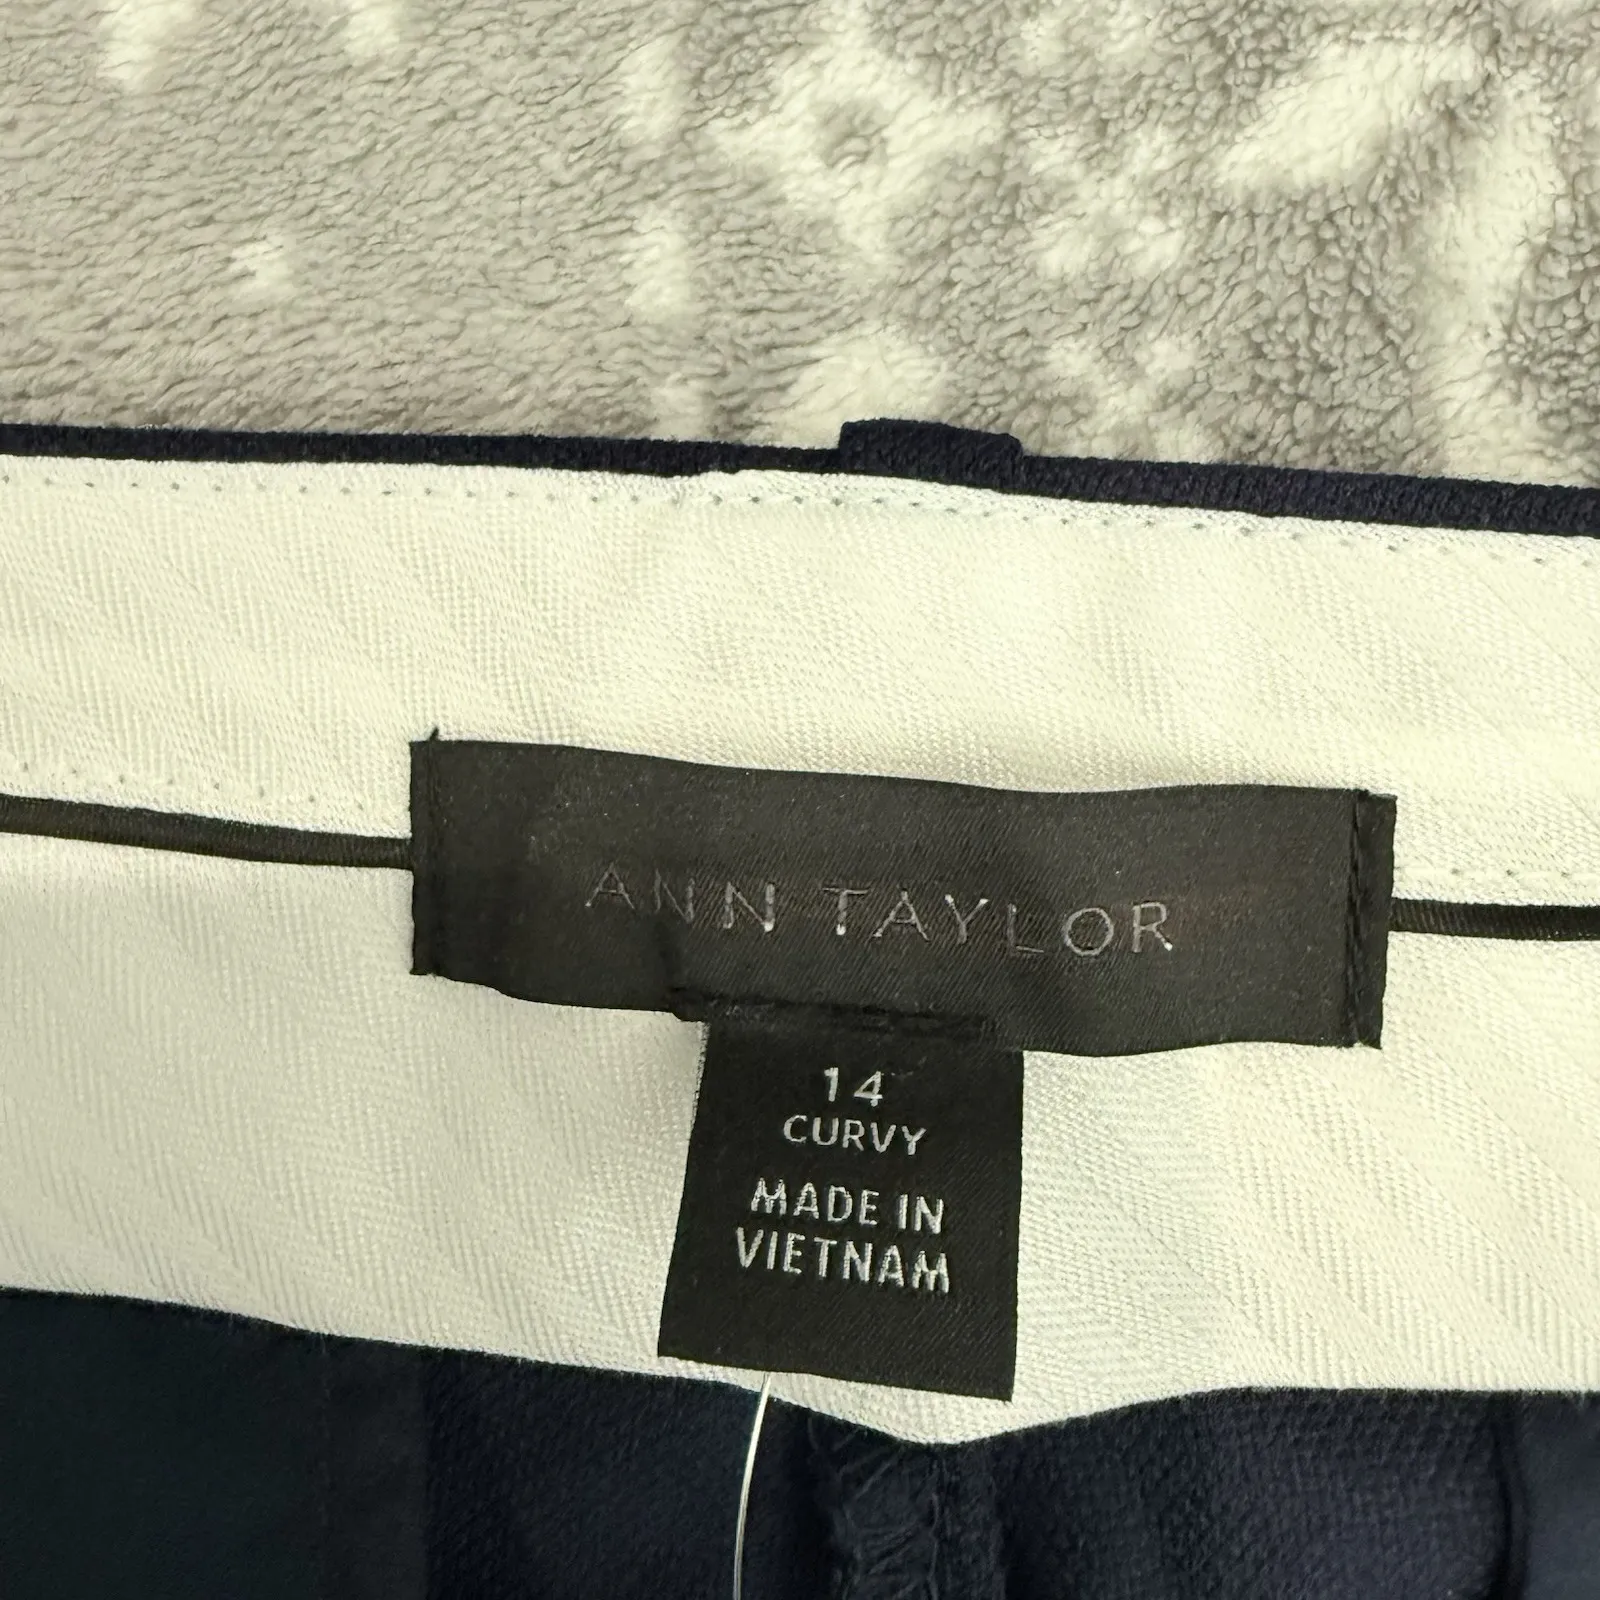 ANN TAYLOR
14
CURVY
MADE IN
VIETNAM